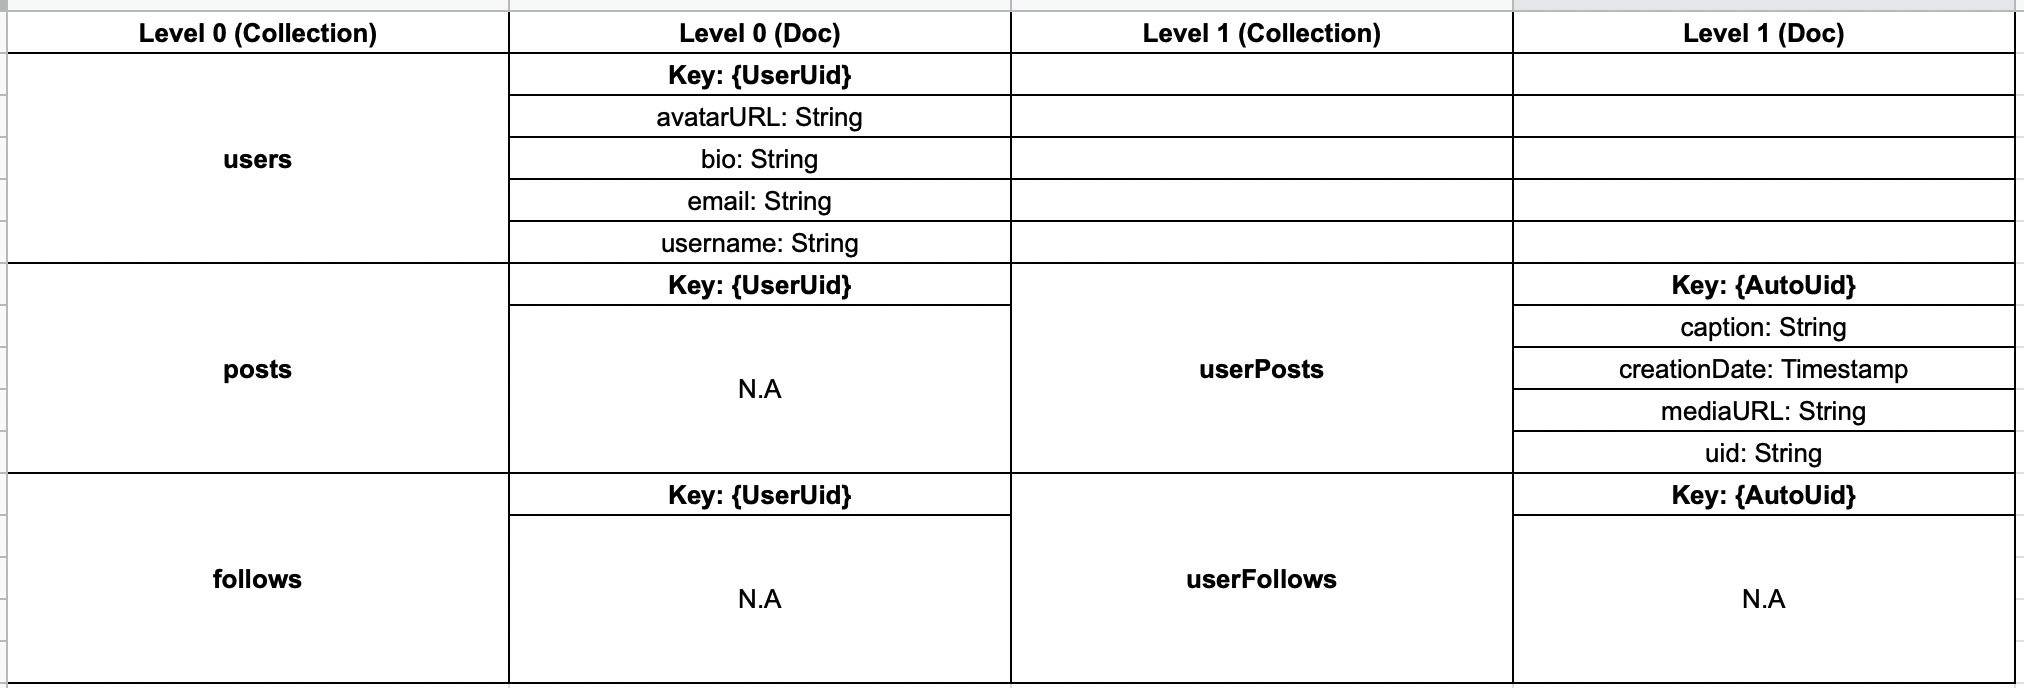 Level 0 (Collection)
Level 0 (Doc)
Level 1 (Collection)
Level 1 (Doc)
users
Key: {UserUid}
avatarURL: String
bio: String
email: String
username: String
posts
Key: {UserUid}
N.A
userPosts
Key: {AutoUid}
caption: String
creationDate: Timestamp
mediaURL: String
uid: String
follows
Key: {UserUid}
N.A
userFollows
Key: {AutoUid}
N.A